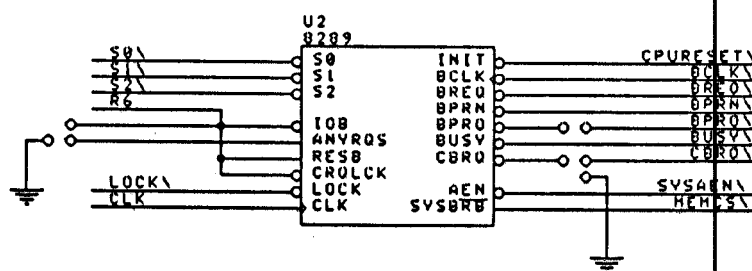 U2
8289
S0\
S1\
S2\
R6
LOCK\
CLK
S0
S1
S2
IOB
ANYRQS
RESB
CRQLCK
LOCK
CLK
INIT
BCLK
BREQ
BPRN
BPRO
BUSY
CBRQ
AEN
SYSBRB
CPURESET\
BCLK\
BREQ\
BPRN\
BPRO\
BUSY\
CBRQ\
SYSAEN\
MEMCS\